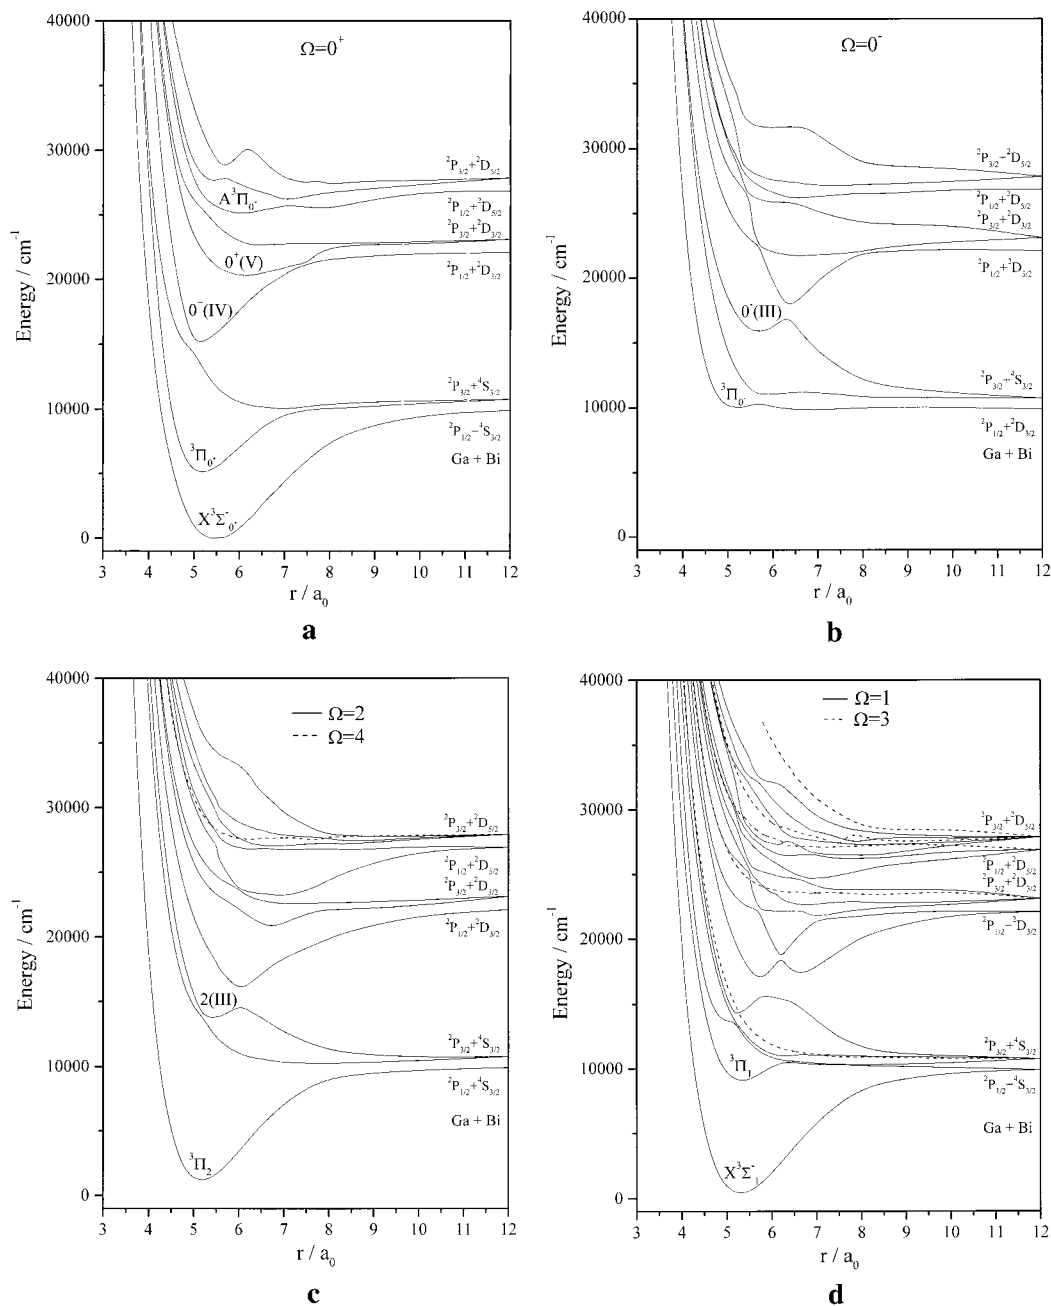 Ω=0⁺
40000
30000
20000
10000
0
Energy / cm⁻¹
²P₃/₂+²D₅/₂
A³Π₀⁺
²P₁/₂+²D₅/₂
²P₃/₂+²D₃/₂
0⁺(V)
²P₁/₂+²D₃/₂
0⁺(IV)
²P₃/₂+⁴S₃/₂
²P₁/₂–⁴S₃/₂
³Π₀⁺
Ga + Bi
X³Σ⁻₀⁺
3 4 5 6 7 8 9 10 11 12
r / a₀
a
Ω=0⁻
40000
30000
20000
10000
0
Energy / cm⁻¹
²P₃/₂–²D₅/₂
²P₁/₂+²D₅/₂
²P₃/₂+²D₃/₂
²P₁/₂+²D₃/₂
0⁻(III)
²P₃/₂–⁴S₃/₂
³Π₀⁻
²P₁/₂+²D₃/₂
Ga + Bi
3 4 5 6 7 8 9 10 11 12
r / a₀
b
Ω=2
Ω=4
40000
30000
20000
10000
0
Energy / cm⁻¹
²P₃/₂+²D₅/₂
²P₁/₂+²D₅/₂
²P₃/₂+²D₃/₂
²P₁/₂+²D₃/₂
2(III)
²P₃/₂+⁴S₃/₂
²P₁/₂+⁴S₃/₂
Ga + Bi
³Π₂
3 4 5 6 7 8 9 10 11 12
r / a₀
c
Ω=1
Ω=3
40000
30000
20000
10000
0
Energy / cm⁻¹
²P₃/₂+²D₅/₂
²P₁/₂+²D₅/₂
²P₃/₂+²D₃/₂
²P₁/₂–²D₃/₂
²P₃/₂+⁴S₃/₂
³Π₁
²P₁/₂–⁴S₃/₂
Ga + Bi
X³Σ⁻₁
3 4 5 6 7 8 9 10 11 12
r / a₀
d